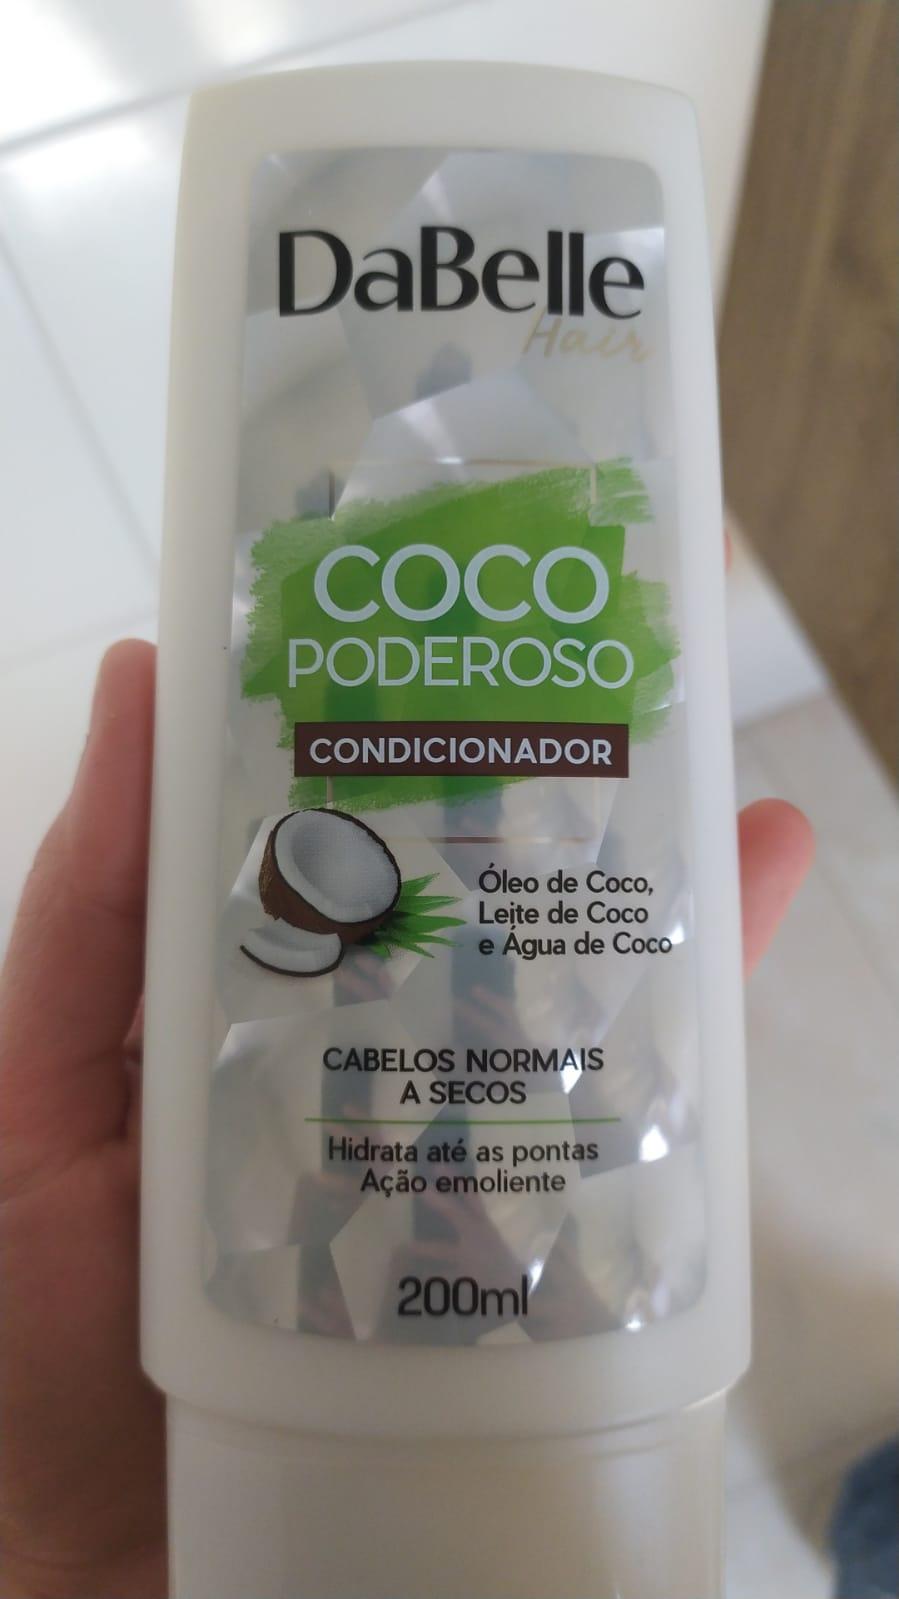 DaBelle
Hair
COCO
PODEROSO
CONDICIONADOR
Óleo de Coco,
Leite de Coco
e Água de Coco
CABELOS NORMAIS
A SECOS
Hidrata até as pontas
Ação emoliente
200ml